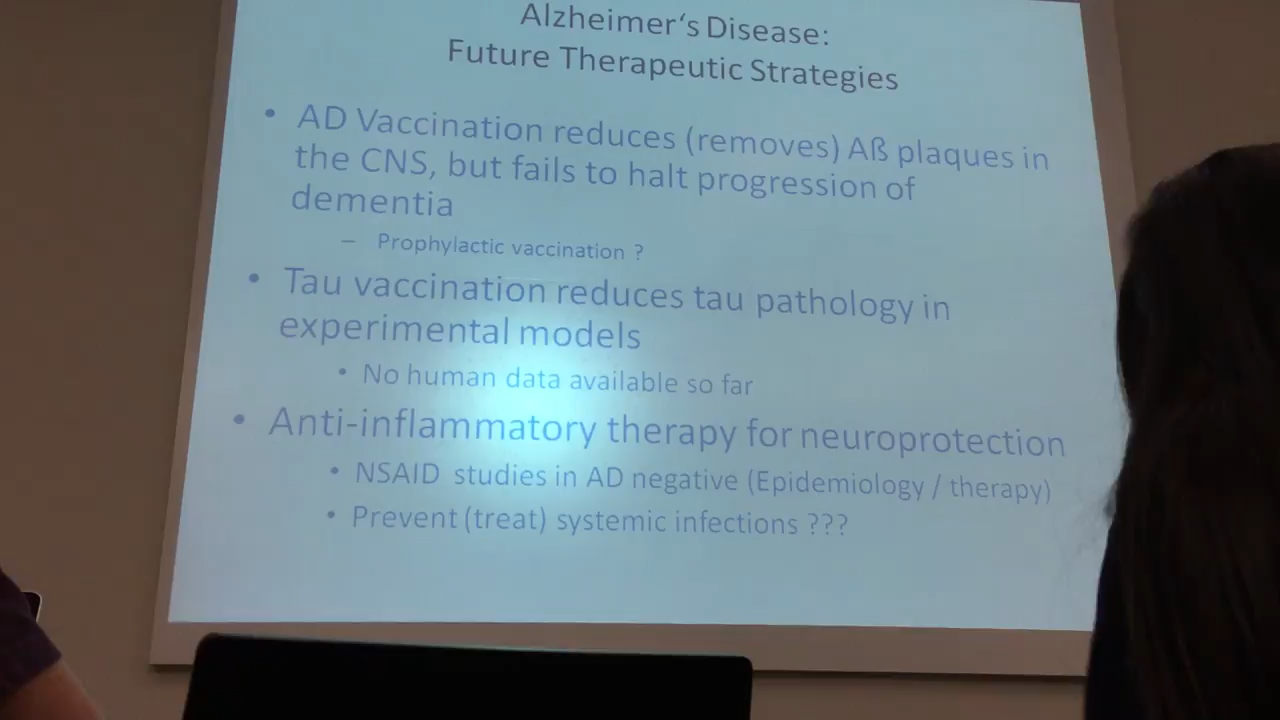 Alzheimer‘s Disease:
Future Therapeutic Strategies
• AD Vaccination reduces (removes) Aß plaques in
the CNS, but fails to halt progression of
dementia
– Prophylactic vaccination ?
• Tau vaccination reduces tau pathology in
experimental models
• No human data available so far
• Anti-inflammatory therapy for neuroprotection
• NSAID studies in AD negative (Epidemiology / therapy)
• Prevent (treat) systemic infections ???